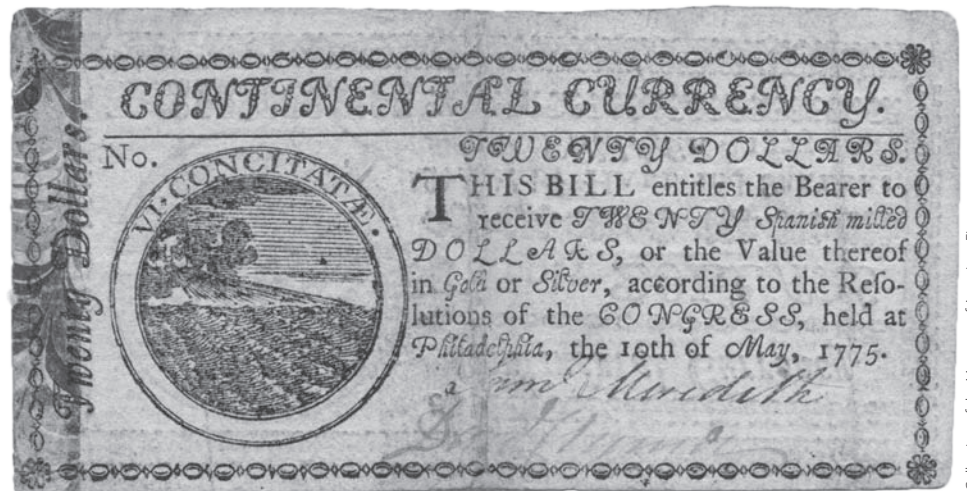 CONTINENTAL CURRENCY.
Twenty Dollars.
No.
VI·CONCITATÆ.
TWENTY DOLLARS.
THIS BILL entitles the Bearer to
receive TWENTY Spanish milled
DOLLARS, or the Value thereof
in Gold or Silver, according to the Reſo-
lutions of the CONGRESS, held at
Philadelphia, the 10th of May, 1775.
Meredith